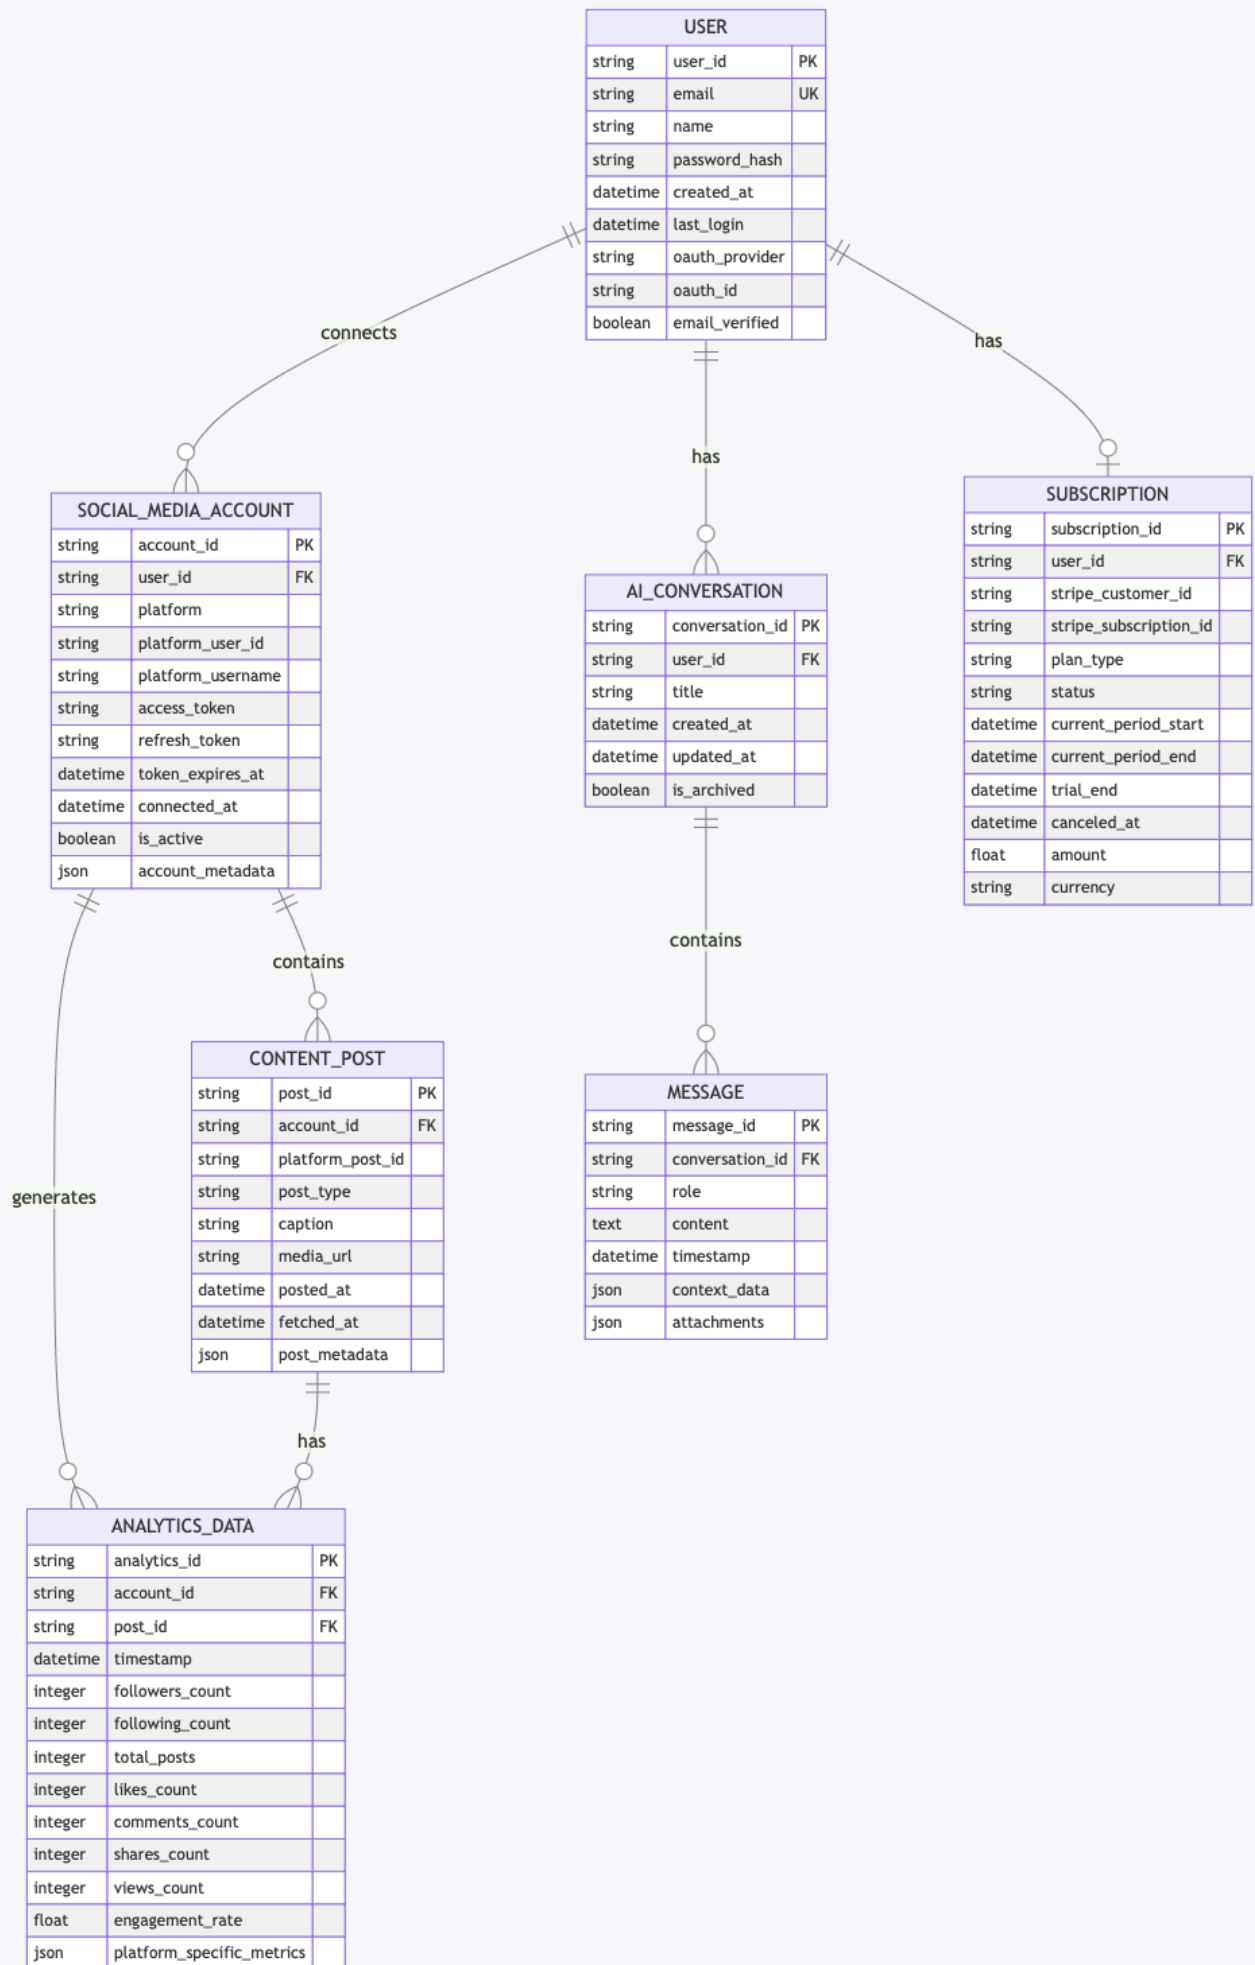 USER
string user_id PK
string email UK
string name
string password_hash
datetime created_at
datetime last_login
string oauth_provider
string oauth_id
boolean email_verified
connects
has
has
SOCIAL_MEDIA_ACCOUNT
string account_id PK
string user_id FK
string platform
string platform_user_id
string platform_username
string access_token
string refresh_token
datetime token_expires_at
datetime connected_at
boolean is_active
json account_metadata
AI_CONVERSATION
string conversation_id PK
string user_id FK
string title
datetime created_at
datetime updated_at
boolean is_archived
SUBSCRIPTION
string subscription_id PK
string user_id FK
string stripe_customer_id
string stripe_subscription_id
string plan_type
string status
datetime current_period_start
datetime current_period_end
datetime trial_end
datetime canceled_at
float amount
string currency
contains
contains
generates
CONTENT_POST
string post_id PK
string account_id FK
string platform_post_id
string post_type
string caption
string media_url
datetime posted_at
datetime fetched_at
json post_metadata
MESSAGE
string message_id PK
string conversation_id FK
string role
text content
datetime timestamp
json context_data
json attachments
has
ANALYTICS_DATA
string analytics_id PK
string account_id FK
string post_id FK
datetime timestamp
integer followers_count
integer following_count
integer total_posts
integer likes_count
integer comments_count
integer shares_count
integer views_count
float engagement_rate
json platform_specific_metrics